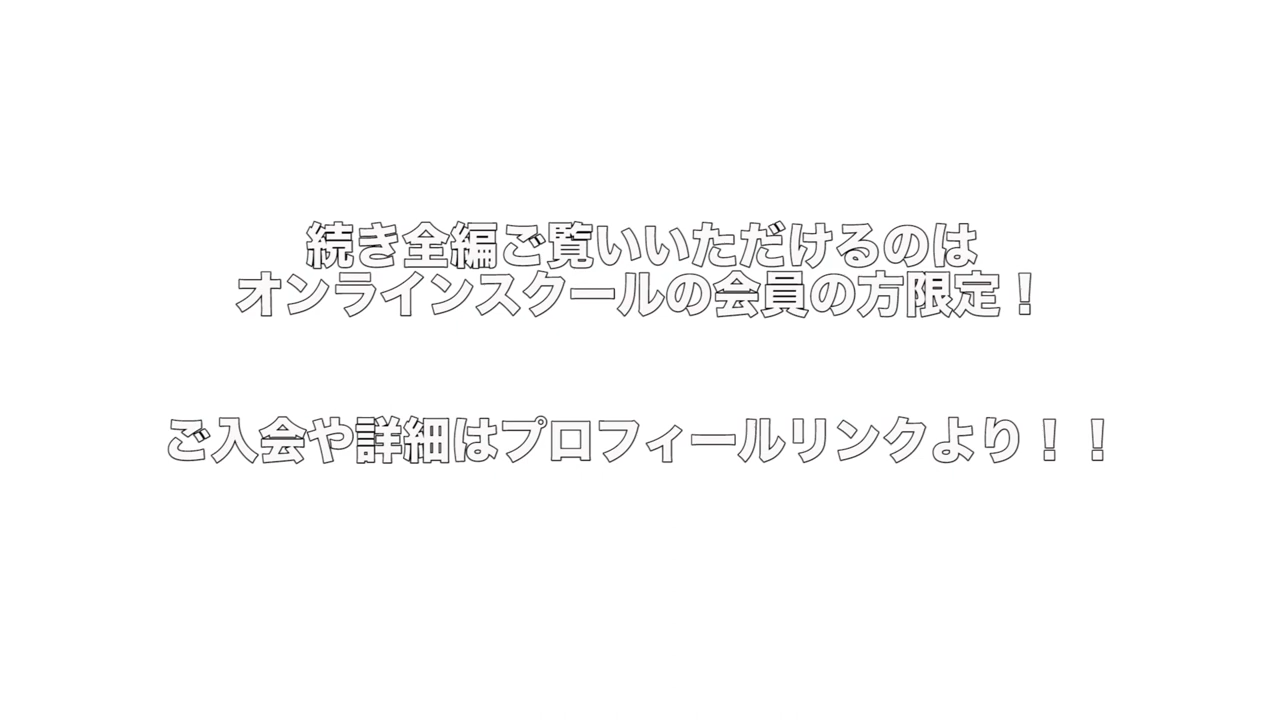 続き全編ご覧いいただけるのは
オンラインスクールの会員の方限定！
ご入会や詳細はプロフィールリンクより！！